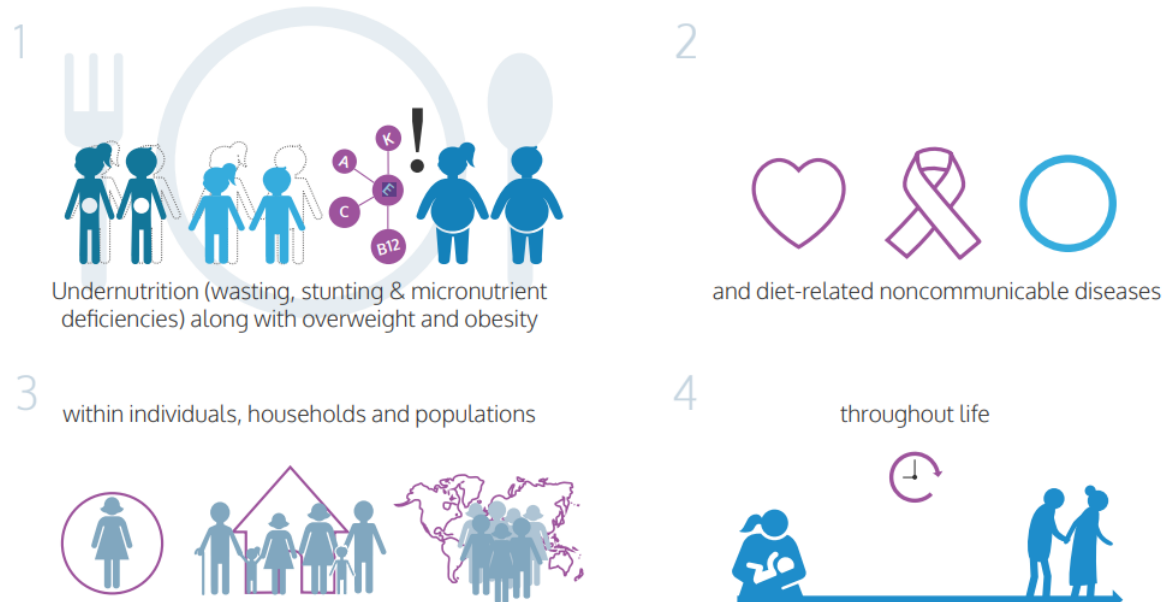 1
A
K
E
C
B12
!
Undernutrition (wasting, stunting & micronutrient
deficiencies) along with overweight and obesity
2
and diet-related noncommunicable diseases
3
within individuals, households and populations
4
throughout life